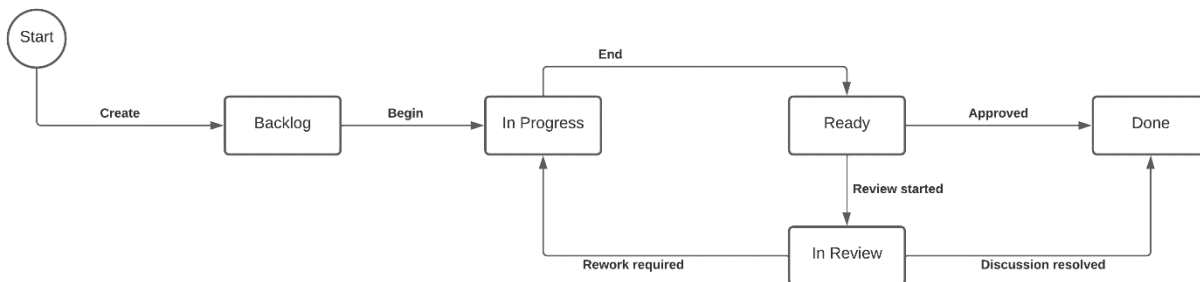 Start
End
Create
Backlog
Begin
In Progress
Ready
Approved
Done
Review started
In Review
Rework required
Discussion resolved